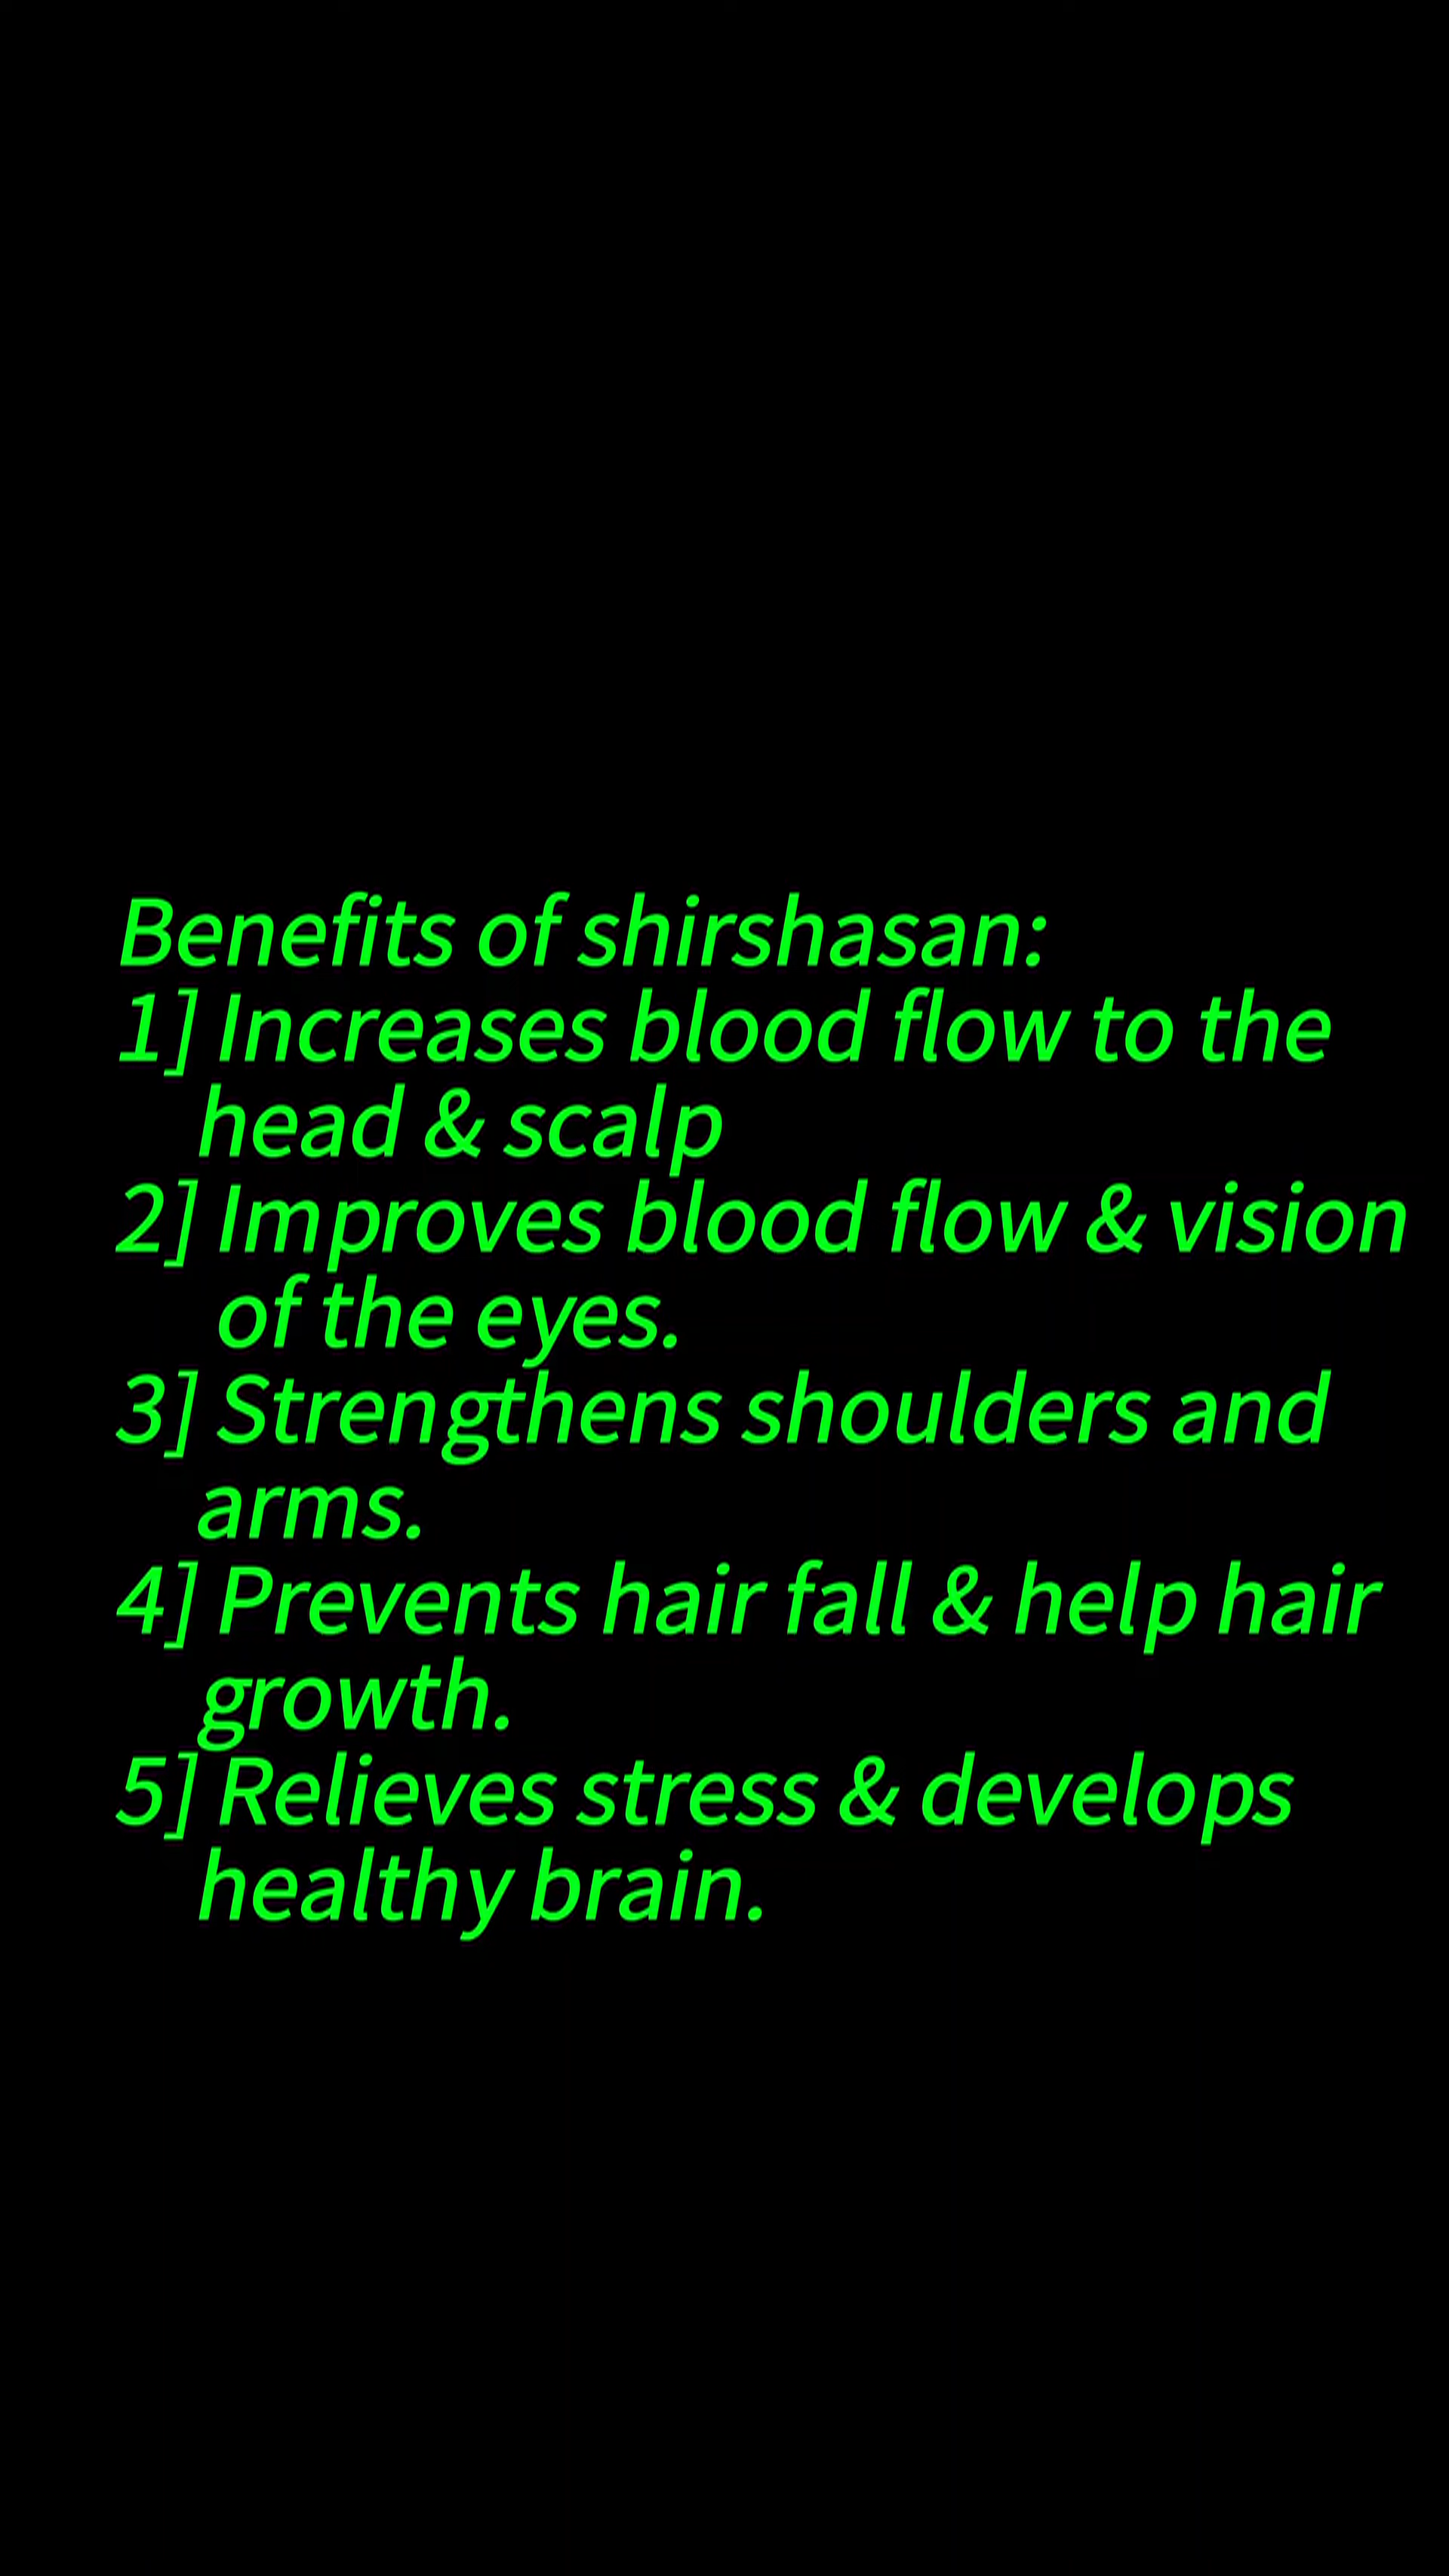 Benefits of shirshasan:
1] Increases blood flow to the
head & scalp
2] Improves blood flow & vision
of the eyes.
3] Strengthens shoulders and
arms.
4] Prevents hair fall & help hair
growth.
5] Relieves stress & develops
healthy brain.